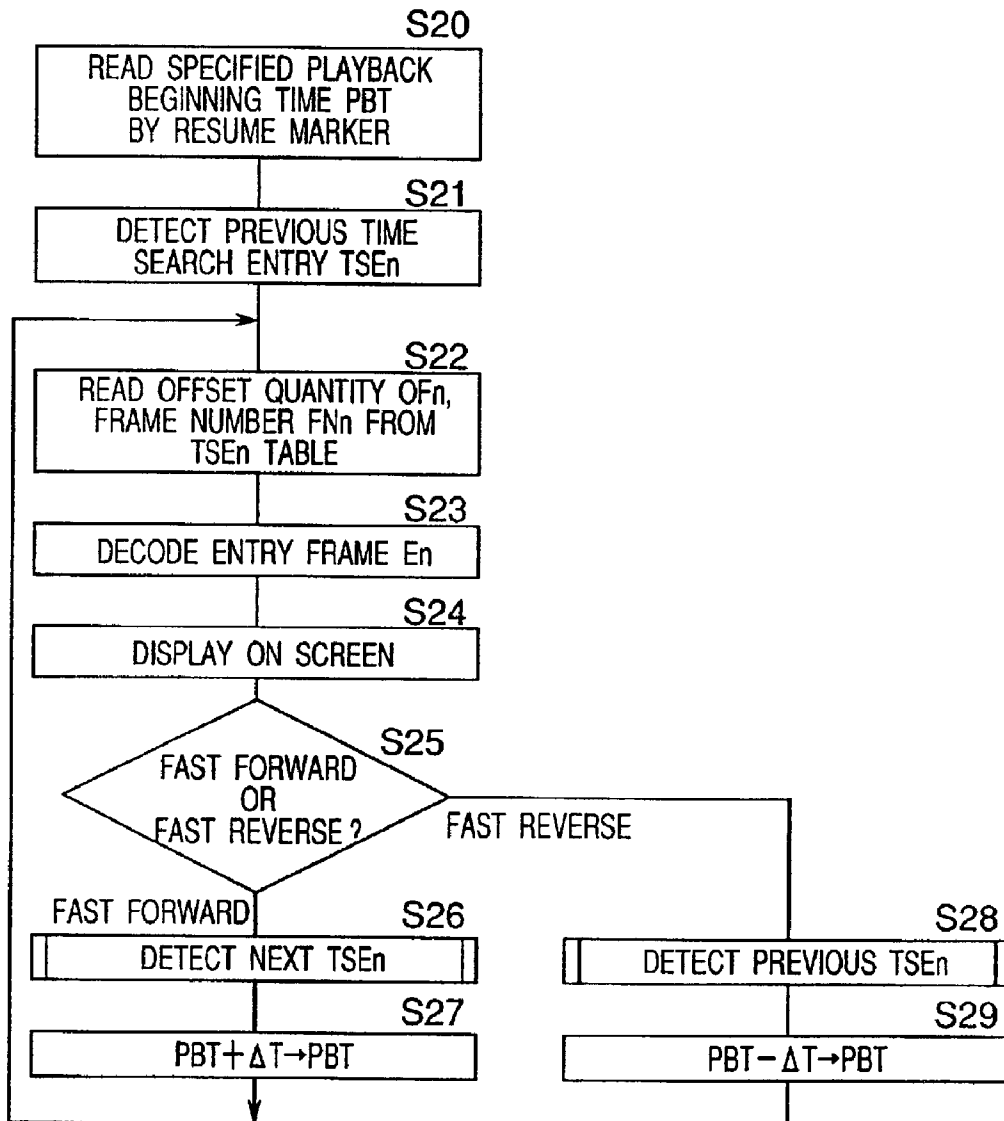 S20
READ SPECIFIED PLAYBACK
BEGINNING TIME PBT
BY RESUME MARKER
S21
DETECT PREVIOUS TIME
SEARCH ENTRY TSEn
S22
READ OFFSET QUANTITY OFn,
FRAME NUMBER FNn FROM
TSEn TABLE
S23
DECODE ENTRY FRAME En
S24
DISPLAY ON SCREEN
S25
FAST FORWARD
OR
FAST REVERSE?
FAST REVERSE
FAST FORWARD
S26
DETECT NEXT TSEn
S27
PBT+ΔT→PBT
S28
DETECT PREVIOUS TSEn
S29
PBT-ΔT→PBT